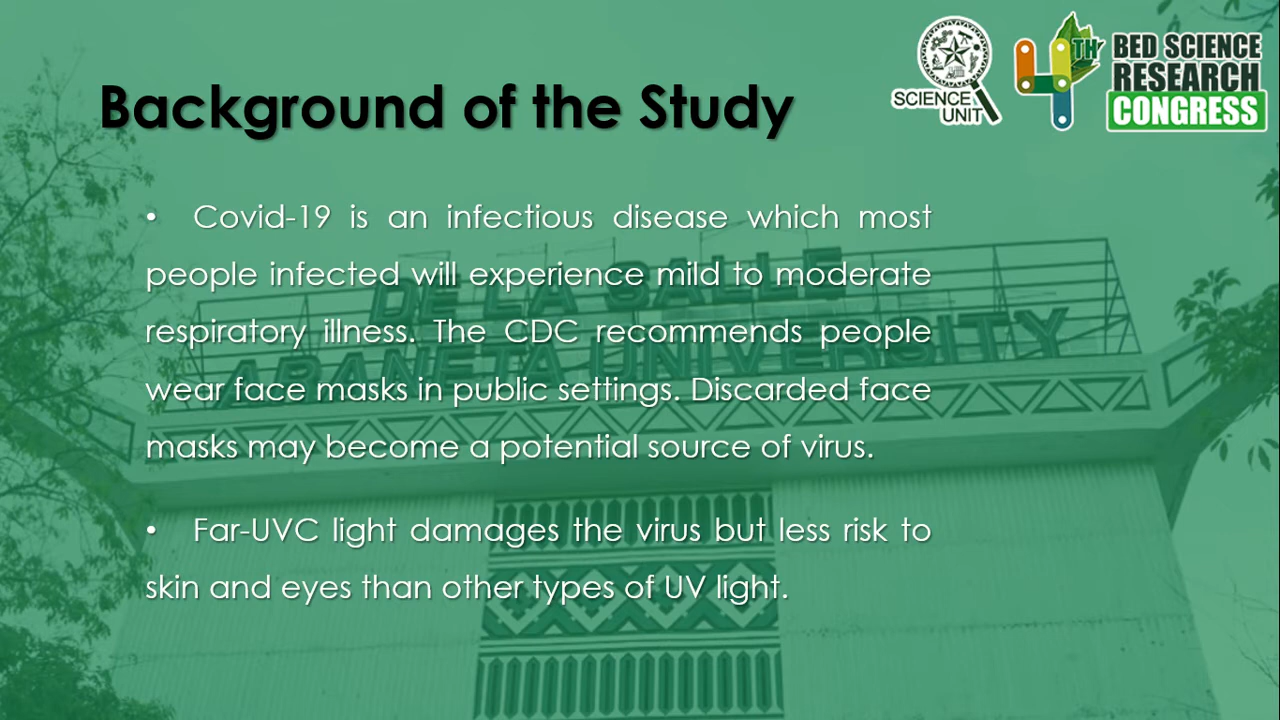 SCIENCE
UNIT
4TH
BED SCIENCE
RESEARCH
CONGRESS
Background of the Study
• Covid-19 is an infectious disease which most
people infected will experience mild to moderate
respiratory illness. The CDC recommends people
wear face masks in public settings. Discarded face
masks may become a potential source of virus.
• Far-UVC light damages the virus but less risk to
skin and eyes than other types of UV light.
DE LA SALLE
ARANETA UNIVERSITY